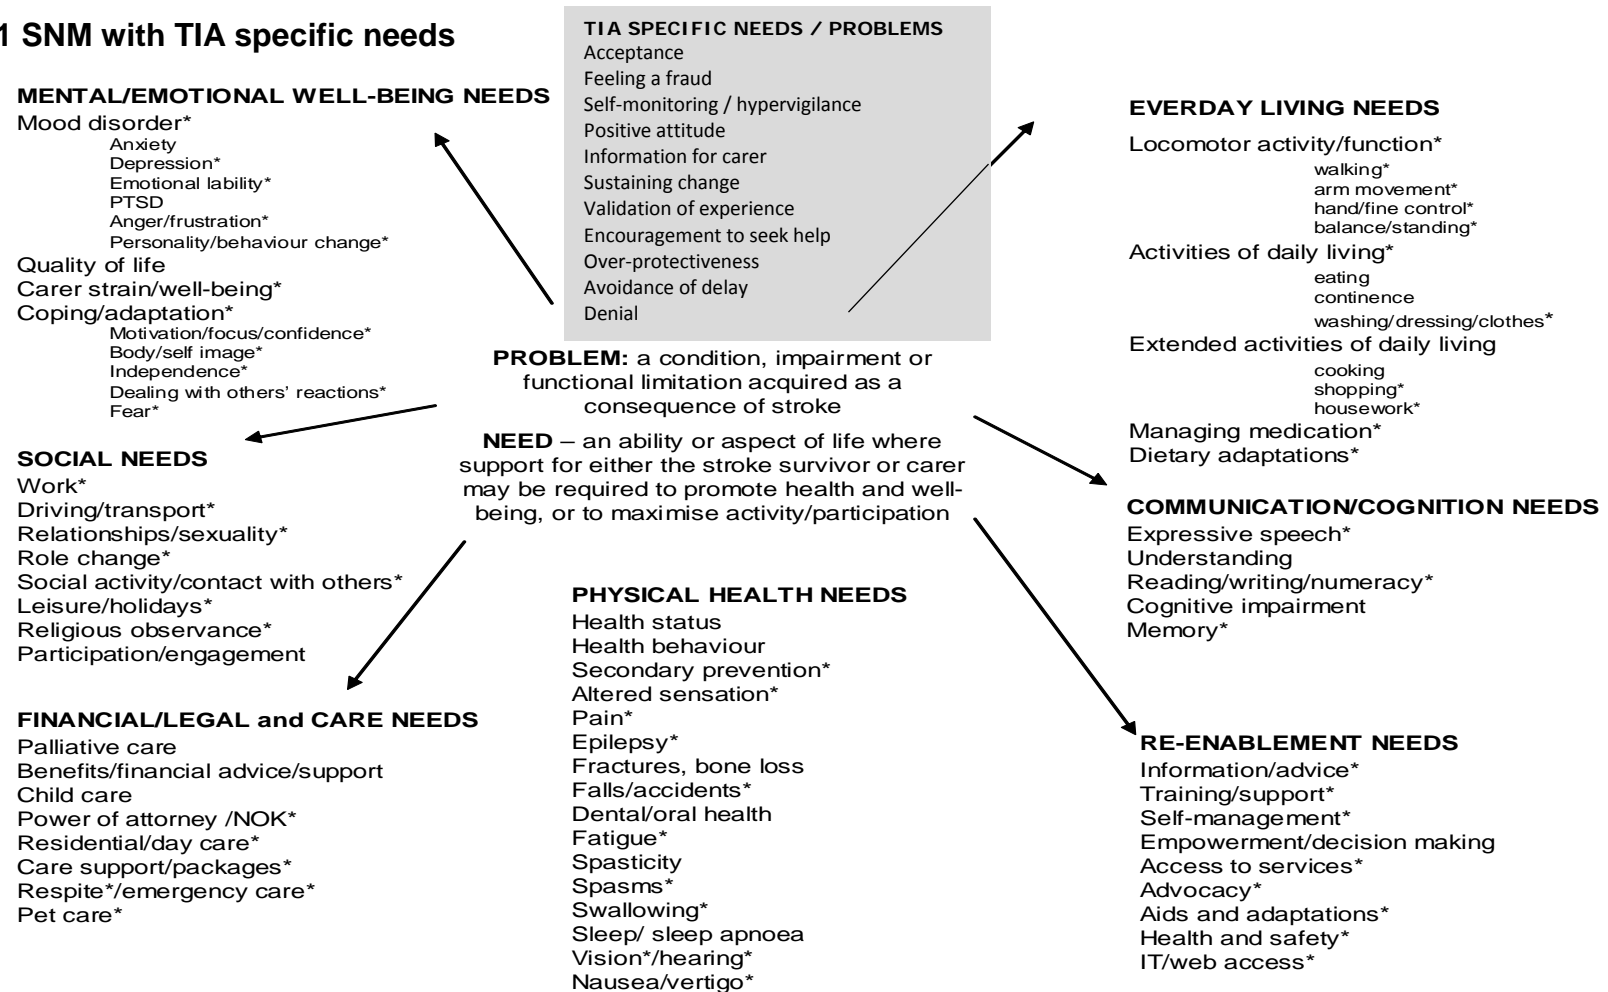 1 SNM with TIA specific needs
TIA SPECIFIC NEEDS / PROBLEMS
Acceptance
Feeling a fraud
Self-monitoring / hypervigilance
Positive attitude
Information for carer
Sustaining change
Validation of experience
Encouragement to seek help
Over-protectiveness
Avoidance of delay
Denial
MENTAL/EMOTIONAL WELL-BEING NEEDS
Mood disorder*
Anxiety
Depression*
Emotional lability*
PTSD
Anger/frustration*
Personality/behaviour change*
Quality of life
Carer strain/well-being*
Coping/adaptation*
Motivation/focus/confidence*
Body/self image*
Independence*
Dealing with others' reactions*
Fear*
SOCIAL NEEDS
Work*
Driving/transport*
Relationships/sexuality*
Role change*
Social activity/contact with others*
Leisure/holidays*
Religious observance*
Participation/engagement
FINANCIAL/LEGAL and CARE NEEDS
Palliative care
Benefits/financial advice/support
Child care
Power of attorney /NOK*
Residential/day care*
Care support/packages*
Respite*/emergency care*
Pet care*
PROBLEM: a condition, impairment or
functional limitation acquired as a
consequence of stroke
NEED – an ability or aspect of life where
support for either the stroke survivor or carer
may be required to promote health and well-
being, or to maximise activity/participation
PHYSICAL HEALTH NEEDS
Health status
Health behaviour
Secondary prevention*
Altered sensation*
Pain*
Epilepsy*
Fractures, bone loss
Falls/accidents*
Dental/oral health
Fatigue*
Spasticity
Spasms*
Swallowing*
Sleep/ sleep apnoea
Vision*/hearing*
Nausea/vertigo*
EVERDAY LIVING NEEDS
Locomotor activity/function*
walking*
arm movement*
hand/fine control*
balance/standing*
Activities of daily living*
eating
continence
washing/dressing/clothes*
Extended activities of daily living
cooking
shopping*
housework*
Managing medication*
Dietary adaptations*
COMMUNICATION/COGNITION NEEDS
Expressive speech*
Understanding
Reading/writing/numeracy*
Cognitive impairment
Memory*
RE-ENABLEMENT NEEDS
Information/advice*
Training/support*
Self-management*
Empowerment/decision making
Access to services*
Advocacy*
Aids and adaptations*
Health and safety*
IT/web access*